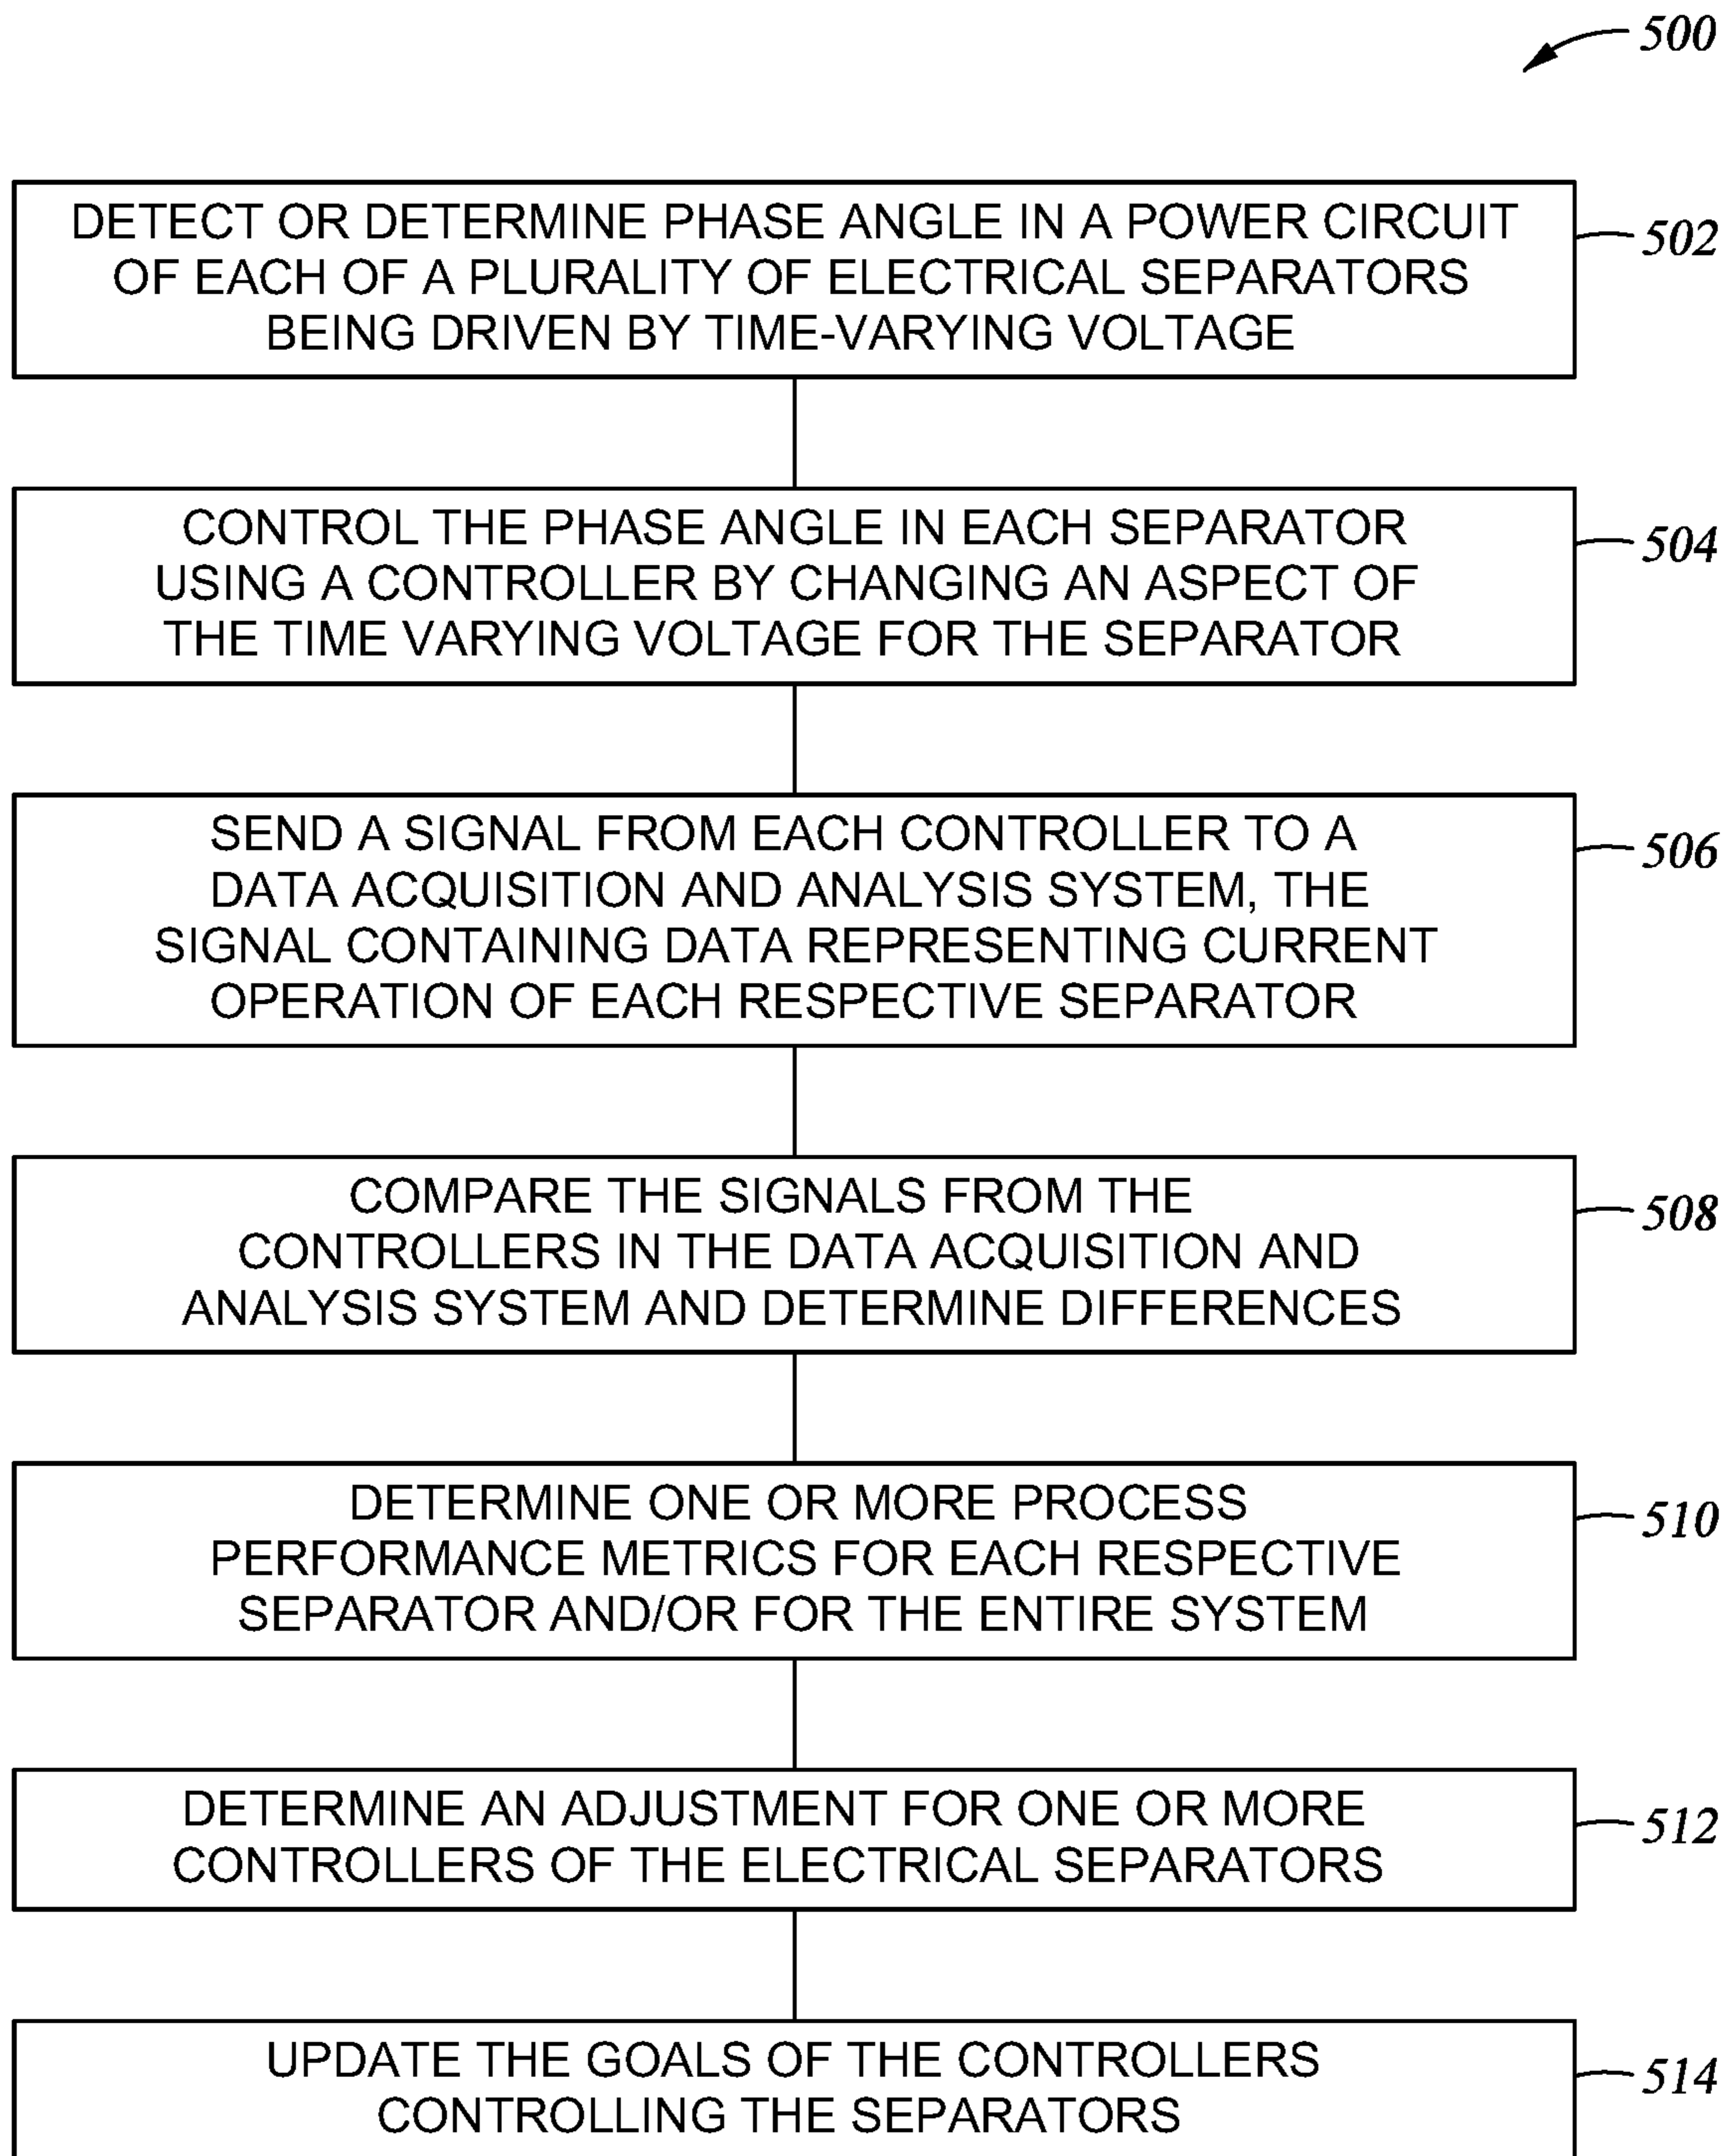 500
DETECT OR DETERMINE PHASE ANGLE IN A POWER CIRCUIT
OF EACH OF A PLURALITY OF ELECTRICAL SEPARATORS
BEING DRIVEN BY TIME-VARYING VOLTAGE
502
CONTROL THE PHASE ANGLE IN EACH SEPARATOR
USING A CONTROLLER BY CHANGING AN ASPECT OF
THE TIME VARYING VOLTAGE FOR THE SEPARATOR
504
SEND A SIGNAL FROM EACH CONTROLLER TO A
DATA ACQUISITION AND ANALYSIS SYSTEM, THE
SIGNAL CONTAINING DATA REPRESENTING CURRENT
OPERATION OF EACH RESPECTIVE SEPARATOR
506
COMPARE THE SIGNALS FROM THE
CONTROLLERS IN THE DATA ACQUISITION AND
ANALYSIS SYSTEM AND DETERMINE DIFFERENCES
508
DETERMINE ONE OR MORE PROCESS
PERFORMANCE METRICS FOR EACH RESPECTIVE
SEPARATOR AND/OR FOR THE ENTIRE SYSTEM
510
DETERMINE AN ADJUSTMENT FOR ONE OR MORE
CONTROLLERS OF THE ELECTRICAL SEPARATORS
512
UPDATE THE GOALS OF THE CONTROLLERS
CONTROLLING THE SEPARATORS
514